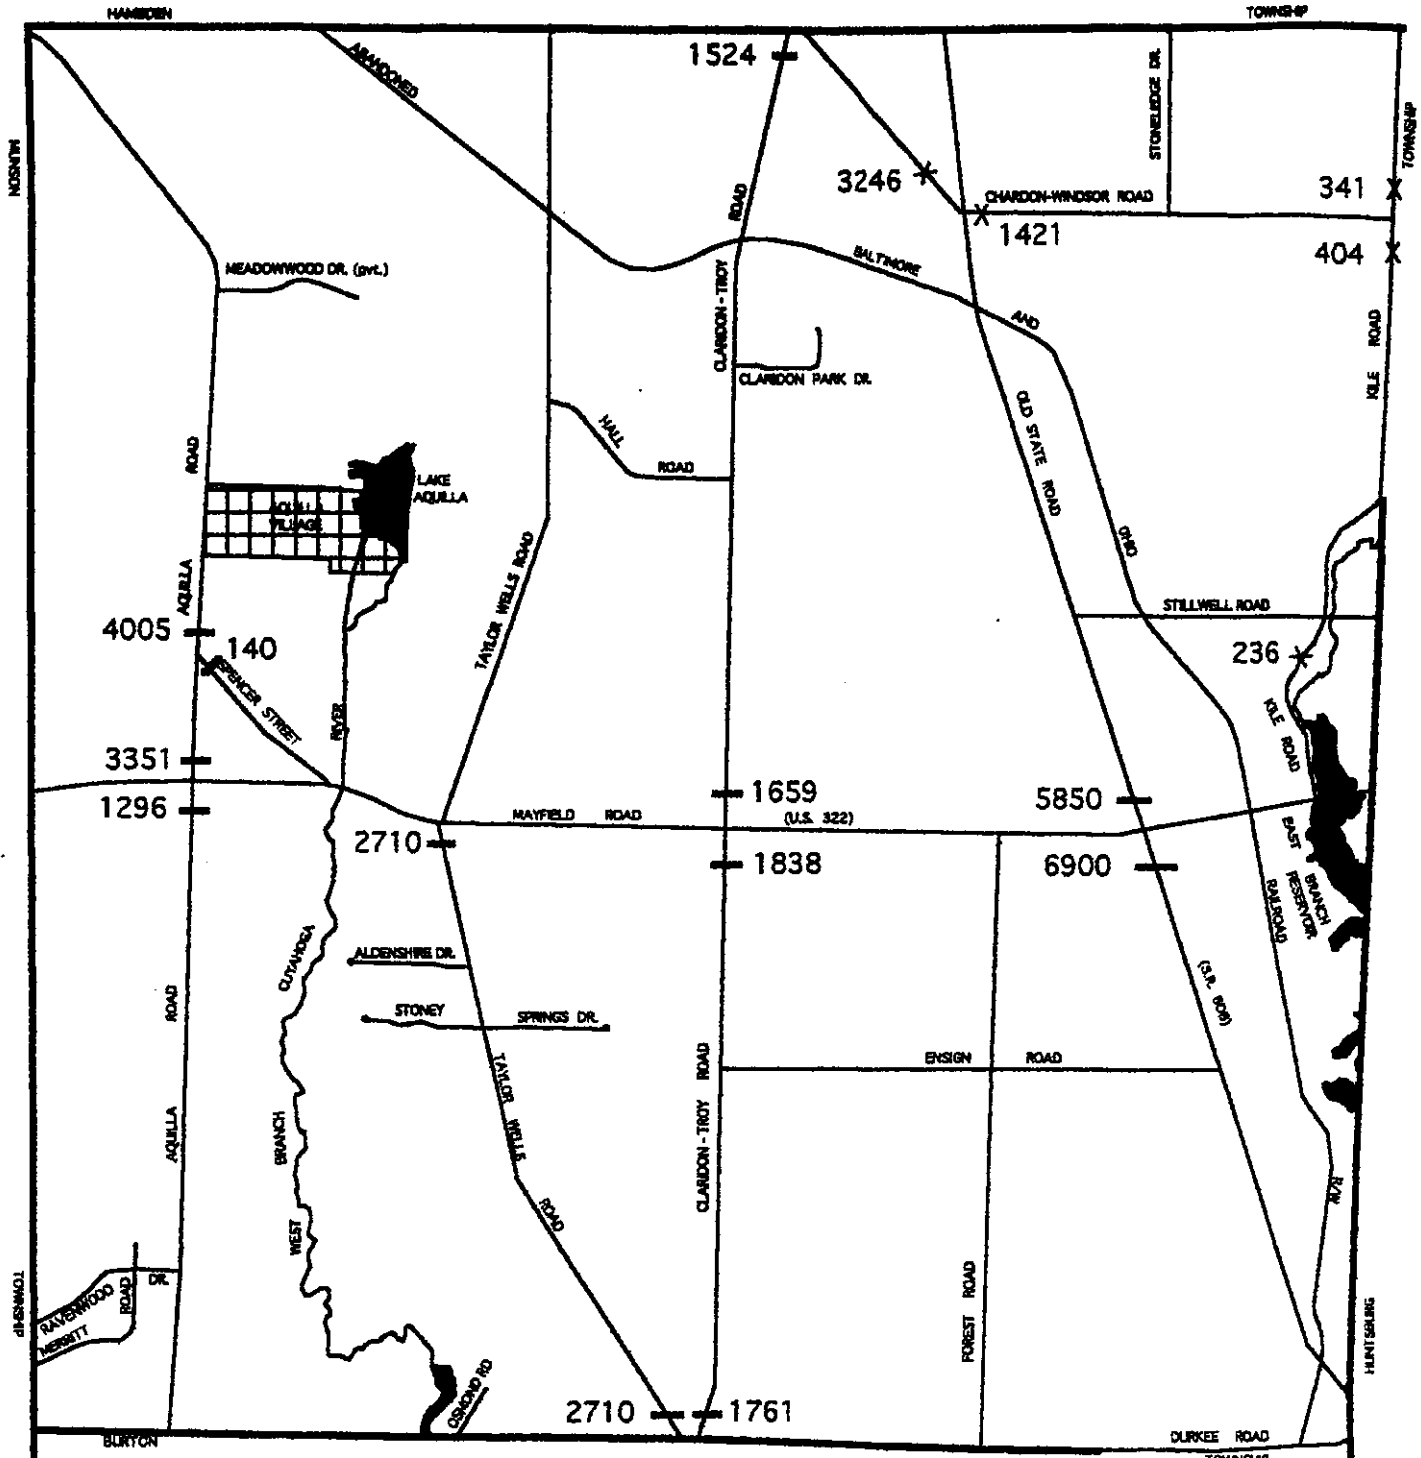 HAMBDEN
TOWNSHIP
MUNSON
TOWNSHIP
ABANDONED
1524
STONELEDGE DR.
3246
CHARDON-WINDSOR ROAD
341
1421
404
ROAD
MEADOWWOOD DR. (pvt.)
BALTIMORE
CLARIDON-TROY
AND
KILE ROAD
CLARIDON PARK DR.
OLD STATE ROAD
HALL
ROAD
ROAD
LAKE
AQUILLA
AQUILLA
VILLAGE
TAYLOR WELLS ROAD
OHIO
AQUILLA
STILLWELL ROAD
4005
140
236
SPENCER STREET
RIVER
KILE ROAD
3351
1659
5850
1296
MAYFIELD ROAD
(U.S. 322)
2710
1838
6900
EAST BRANCH
RESERVOIR
RAILROAD
CUYAHOGA
ALDENSHIRE DR.
(S.R. 608)
STONEY
SPRINGS DR.
ROAD
ENSIGN ROAD
TAYLOR WELLS
CLARIDON-TROY ROAD
AQUILLA
BRANCH
R/W
ROAD
WEST
TOWNSHIP
RAVENWOOD
DR.
MERRITT
ROAD
FOREST ROAD
HUNTSBURG
OSMOND RD
2710
1761
BURTON
DURKEE ROAD
TOWNSHIP